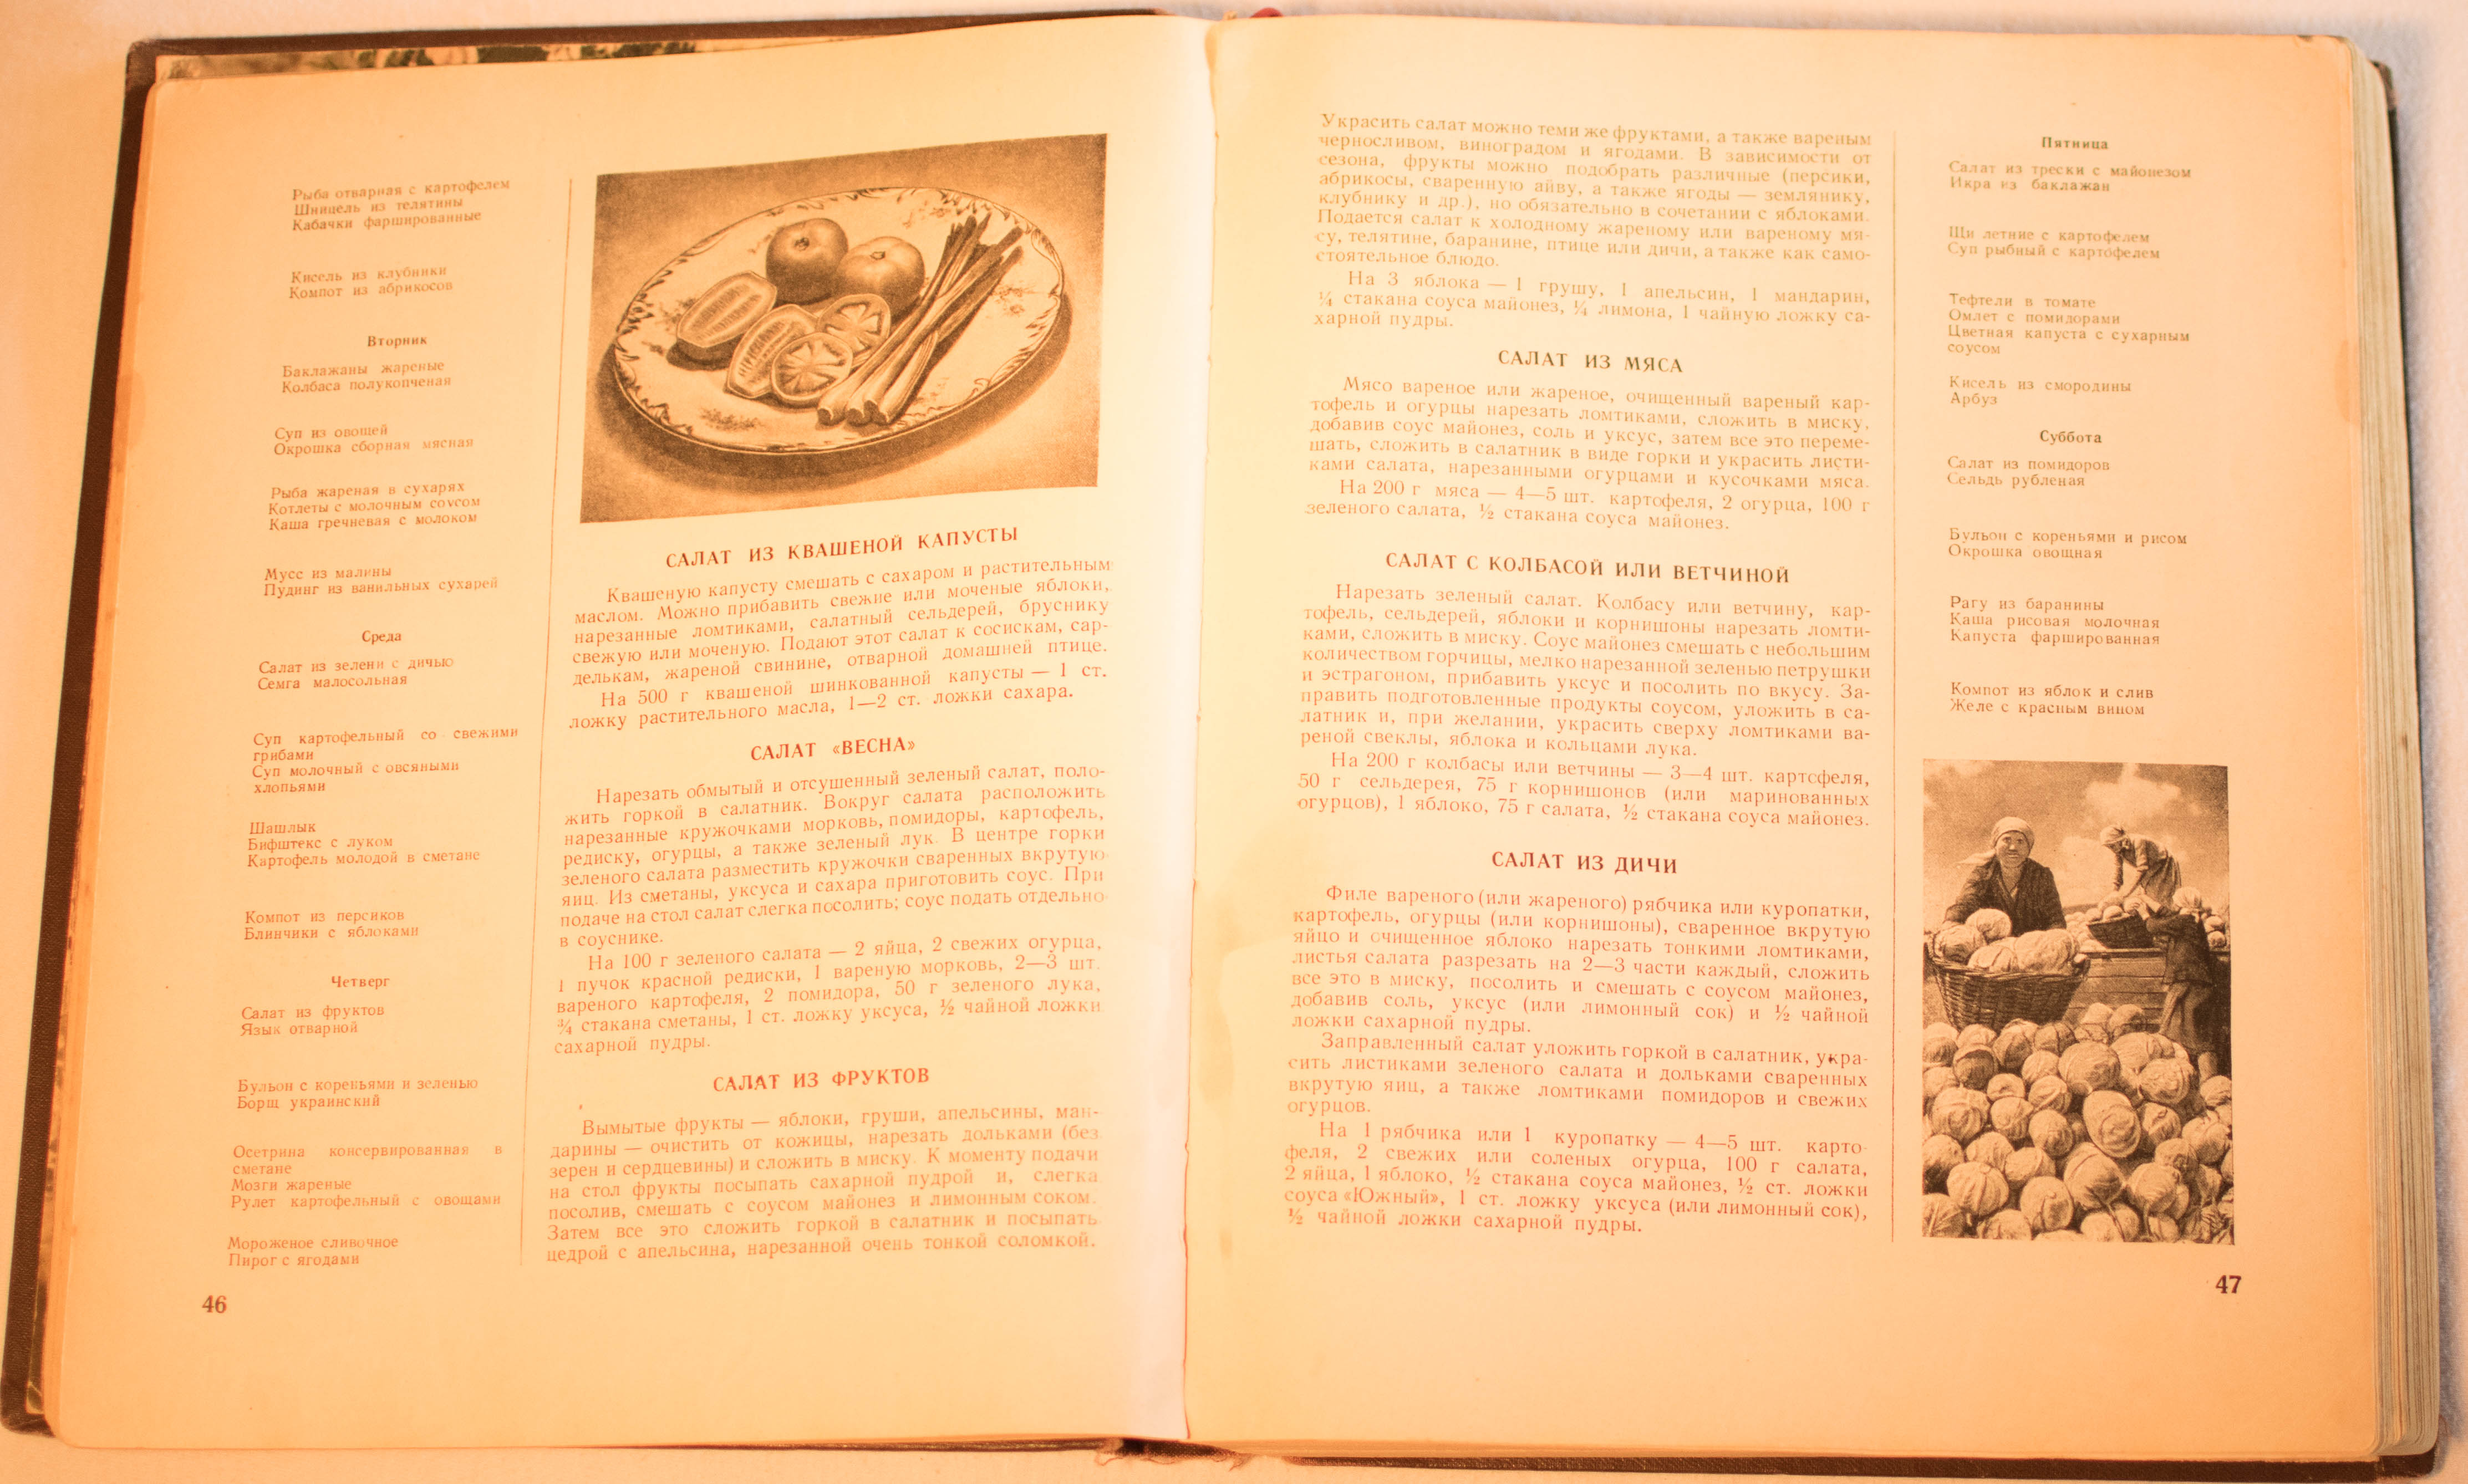 Рыба отварная с картофелем
Шницель из телятины
Кабачки фаршированные
Кисель из клубники
Компот из абрикосов
Вторник
Баклажаны жареные
Колбаса полукопченая
Суп из овощей
Окрошка сборная мясная
Рыба жареная в сухарях
Котлеты с молочным соусом
Каша гречневая с молоком
Мусс из малины
Пудинг из ванильных сухарей
Среда
Салат из зелени с дичью
Семга малосольная
Суп картофельный со свежими
грибами
Суп молочный с овсяными
хлопьями
Шашлык
Бифштекс с луком
Картофель молодой в сметане
Компот из персиков
Блинчики с яблоками
Четверг
Салат из фруктов
Язык отварной
Бульон с кореньями и зеленью
Борщ украинский
Осетрина консервированная в
сметане
Мозги жареные
Рулет картофельный с овощами
Мороженое сливочное
Пирог с ягодами
46
САЛАТ ИЗ КВАШЕНОЙ КАПУСТЫ
Квашеную капусту смешать с сахаром и растительным
маслом. Можно прибавить свежие или моченые яблоки,
нарезанные ломтиками, салатный сельдерей, бруснику
свежую или моченую. Подают этот салат к сосискам, сар-
делькам, жареной свинине, отварной домашней птице.
На 500 г квашеной шинкованной капусты — 1 ст.
ложку растительного масла, 1—2 ст. ложки сахара.
САЛАТ «ВЕСНА»
Нарезать обмытый и отсушенный зеленый салат, поло-
жить горкой в салатник. Вокруг салата расположить
нарезанные кружочками морковь, помидоры, картофель,
редиску, огурцы, а также зеленый лук. В центре горки
зеленого салата разместить кружочки сваренных вкрутую
яиц. Из сметаны, уксуса и сахара приготовить соус. При
подаче на стол салат слегка посолить; соус подать отдельно
в соуснике.
На 100 г зеленого салата — 2 яйца, 2 свежих огурца,
1 пучок красной редиски, 1 вареную морковь, 2—3 шт.
вареного картофеля, 2 помидора, 50 г зеленого лука,
¾ стакана сметаны, 1 ст. ложку уксуса, ½ чайной ложки
сахарной пудры.
САЛАТ ИЗ ФРУКТОВ
Вымытые фрукты — яблоки, груши, апельсины, ман-
дарины — очистить от кожицы, нарезать дольками (без
зерен и сердцевины) и сложить в миску. К моменту подачи
на стол фрукты посыпать сахарной пудрой и, слегка
посолив, смешать с соусом майонез и лимонным соком.
Затем все это сложить горкой в салатник и посыпать
цедрой с апельсина, нарезанной очень тонкой соломкой.
Украсить салат можно теми же фруктами, а также вареным
черносливом, виноградом и ягодами. В зависимости от
сезона, фрукты можно подобрать различные (персики,
абрикосы, сваренную айву, а также ягоды — землянику,
клубнику и др.), но обязательно в сочетании с яблоками.
Подается салат к холодному жареному или вареному мя-
су, телятине, баранине, птице или дичи, а также как само-
стоятельное блюдо.
На 3 яблока — 1 грушу, 1 апельсин, 1 мандарин,
¼ стакана соуса майонез, ¼ лимона, 1 чайную ложку са-
харной пудры.
САЛАТ ИЗ МЯСА
Мясо вареное или жареное, очищенный вареный кар-
тофель и огурцы нарезать ломтиками, сложить в миску,
добавив соус майонез, соль и уксус, затем все это переме-
шать, сложить в салатник в виде горки и украсить листи-
ками салата, нарезанными огурцами и кусочками мяса.
На 200 г мяса — 4—5 шт. картофеля, 2 огурца, 100 г
зеленого салата, ½ стакана соуса майонез.
САЛАТ С КОЛБАСОЙ ИЛИ ВЕТЧИНОЙ
Нарезать зеленый салат. Колбасу или ветчину, кар-
тофель, сельдерей, яблоки и корнишоны нарезать ломти-
ками, сложить в миску. Соус майонез смешать с небольшим
количеством горчицы, мелко нарезанной зеленью петрушки
и эстрагоном, прибавить уксус и посолить по вкусу. За-
править подготовленные продукты соусом, уложить в са-
латник и, при желании, украсить сверху ломтиками ва-
реной свеклы, яблока и кольцами лука.
На 200 г колбасы или ветчины — 3—4 шт. картофеля,
50 г сельдерея, 75 г корнишонов (или маринованных
огурцов), 1 яблоко, 75 г салата, ½ стакана соуса майонез.
САЛАТ ИЗ ДИЧИ
Филе вареного (или жареного) рябчика или куропатки,
картофель, огурцы (или корнишоны), сваренное вкрутую
яйцо и очищенное яблоко нарезать тонкими ломтиками,
листья салата разрезать на 2—3 части каждый, сложить
все это в миску, посолить и смешать с соусом майонез,
добавив соль, уксус (или лимонный сок) и ½ чайной
ложки сахарной пудры.
Заправленный салат уложить горкой в салатник, укра-
сить листиками зеленого салата и дольками сваренных
вкрутую яиц, а также ломтиками помидоров и свежих
огурцов.
На 1 рябчика или 1 куропатку — 4—5 шт. карто-
феля, 2 свежих или соленых огурца, 100 г салата,
2 яйца, 1 яблоко, ½ стакана соуса майонез, ½ ст. ложки
соуса «Южный», 1 ст. ложку уксуса (или лимонный сок),
½ чайной ложки сахарной пудры.
Пятница
Салат из трески с майонезом
Икра из баклажан
Щи летние с картофелем
Суп рыбный с картофелем
Тефтели в томате
Омлет с помидорами
Цветная капуста с сухарным
соусом
Кисель из смородины
Арбуз
Суббота
Салат из помидоров
Сельдь рубленая
Бульон с кореньями и рисом
Окрошка овощная
Рагу из баранины
Каша рисовая молочная
Капуста фаршированная
Компот из яблок и слив
Желе с красным вином
47